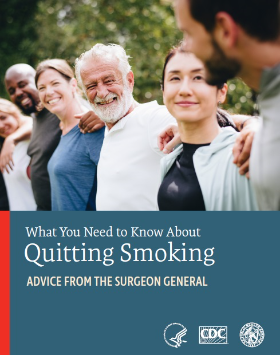 What You Need to Know About
Quitting Smoking
ADVICE FROM THE SURGEON GENERAL
CDC